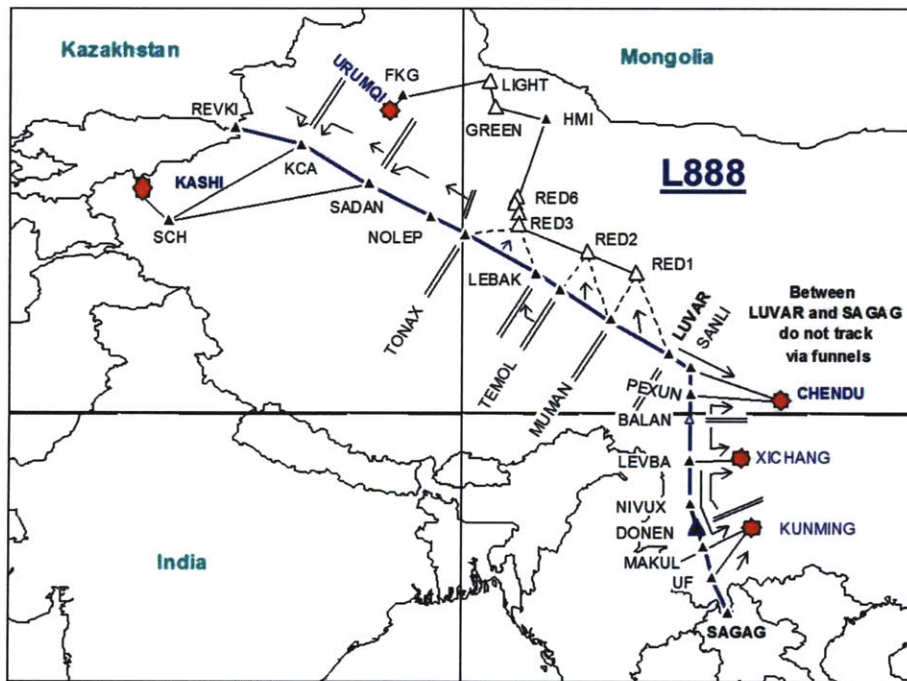 Kazakhstan
Mongolia
URUMQI
FKG
LIGHT
REVKI
GREEN
HMI
L888
KASHI
KCA
SADAN
RED6
RED3
SCH
NOLEP
RED2
RED1
LEBAK
TONAX
TEMOL
MUMAN
LUVAR
SANLI
Between
LUVAR and SAGAG
do not track
via funnels
PEXUN
CHENDU
BALAN
LEVBA
XICHANG
NIVUX
DONEN
KUNMING
MAKUL
India
UF
SAGAG